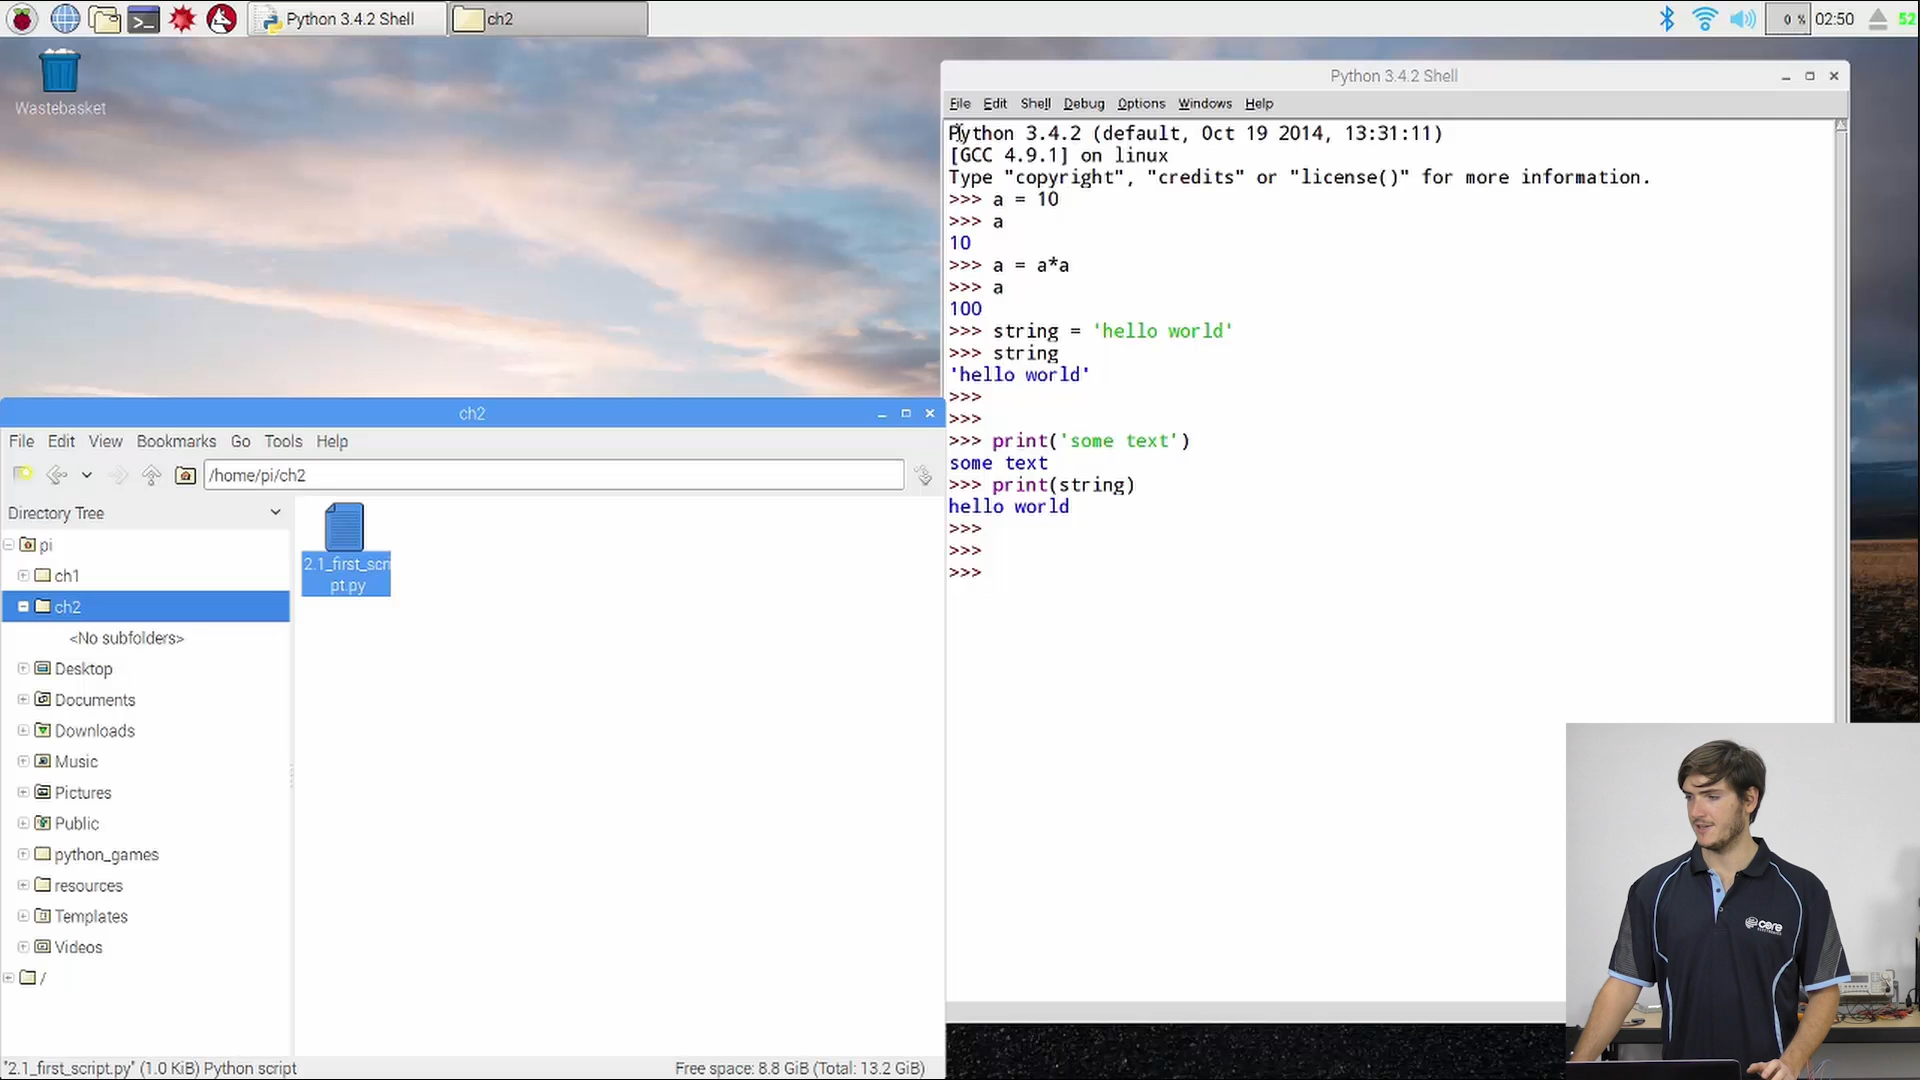 Python 3.4.2 Shell
ch2
0 %
02:50
52
Wastebasket
Python 3.4.2 Shell
File Edit Shell Debug Options Windows Help
Python 3.4.2 (default, Oct 19 2014, 13:31:11)
[GCC 4.9.1] on linux
Type "copyright", "credits" or "license()" for more information.
>>> a = 10
>>> a
10
>>> a = a*a
>>> a
100
>>> string = 'hello world'
>>> string
'hello world'
>>>
>>>
>>> print('some text')
some text
>>> print(string)
hello world
>>>
>>>
>>>
ch2
File Edit View Bookmarks Go Tools Help
/home/pi/ch2
Directory Tree
pi
ch1
ch2
<No subfolders>
Desktop
Documents
Downloads
Music
Pictures
Public
python_games
resources
Templates
Videos
/
2.1_first_scri
pt.py
"2.1_first_script.py" (1.0 KiB) Python script
Free space: 8.8 GiB (Total: 13.2 GiB)
core